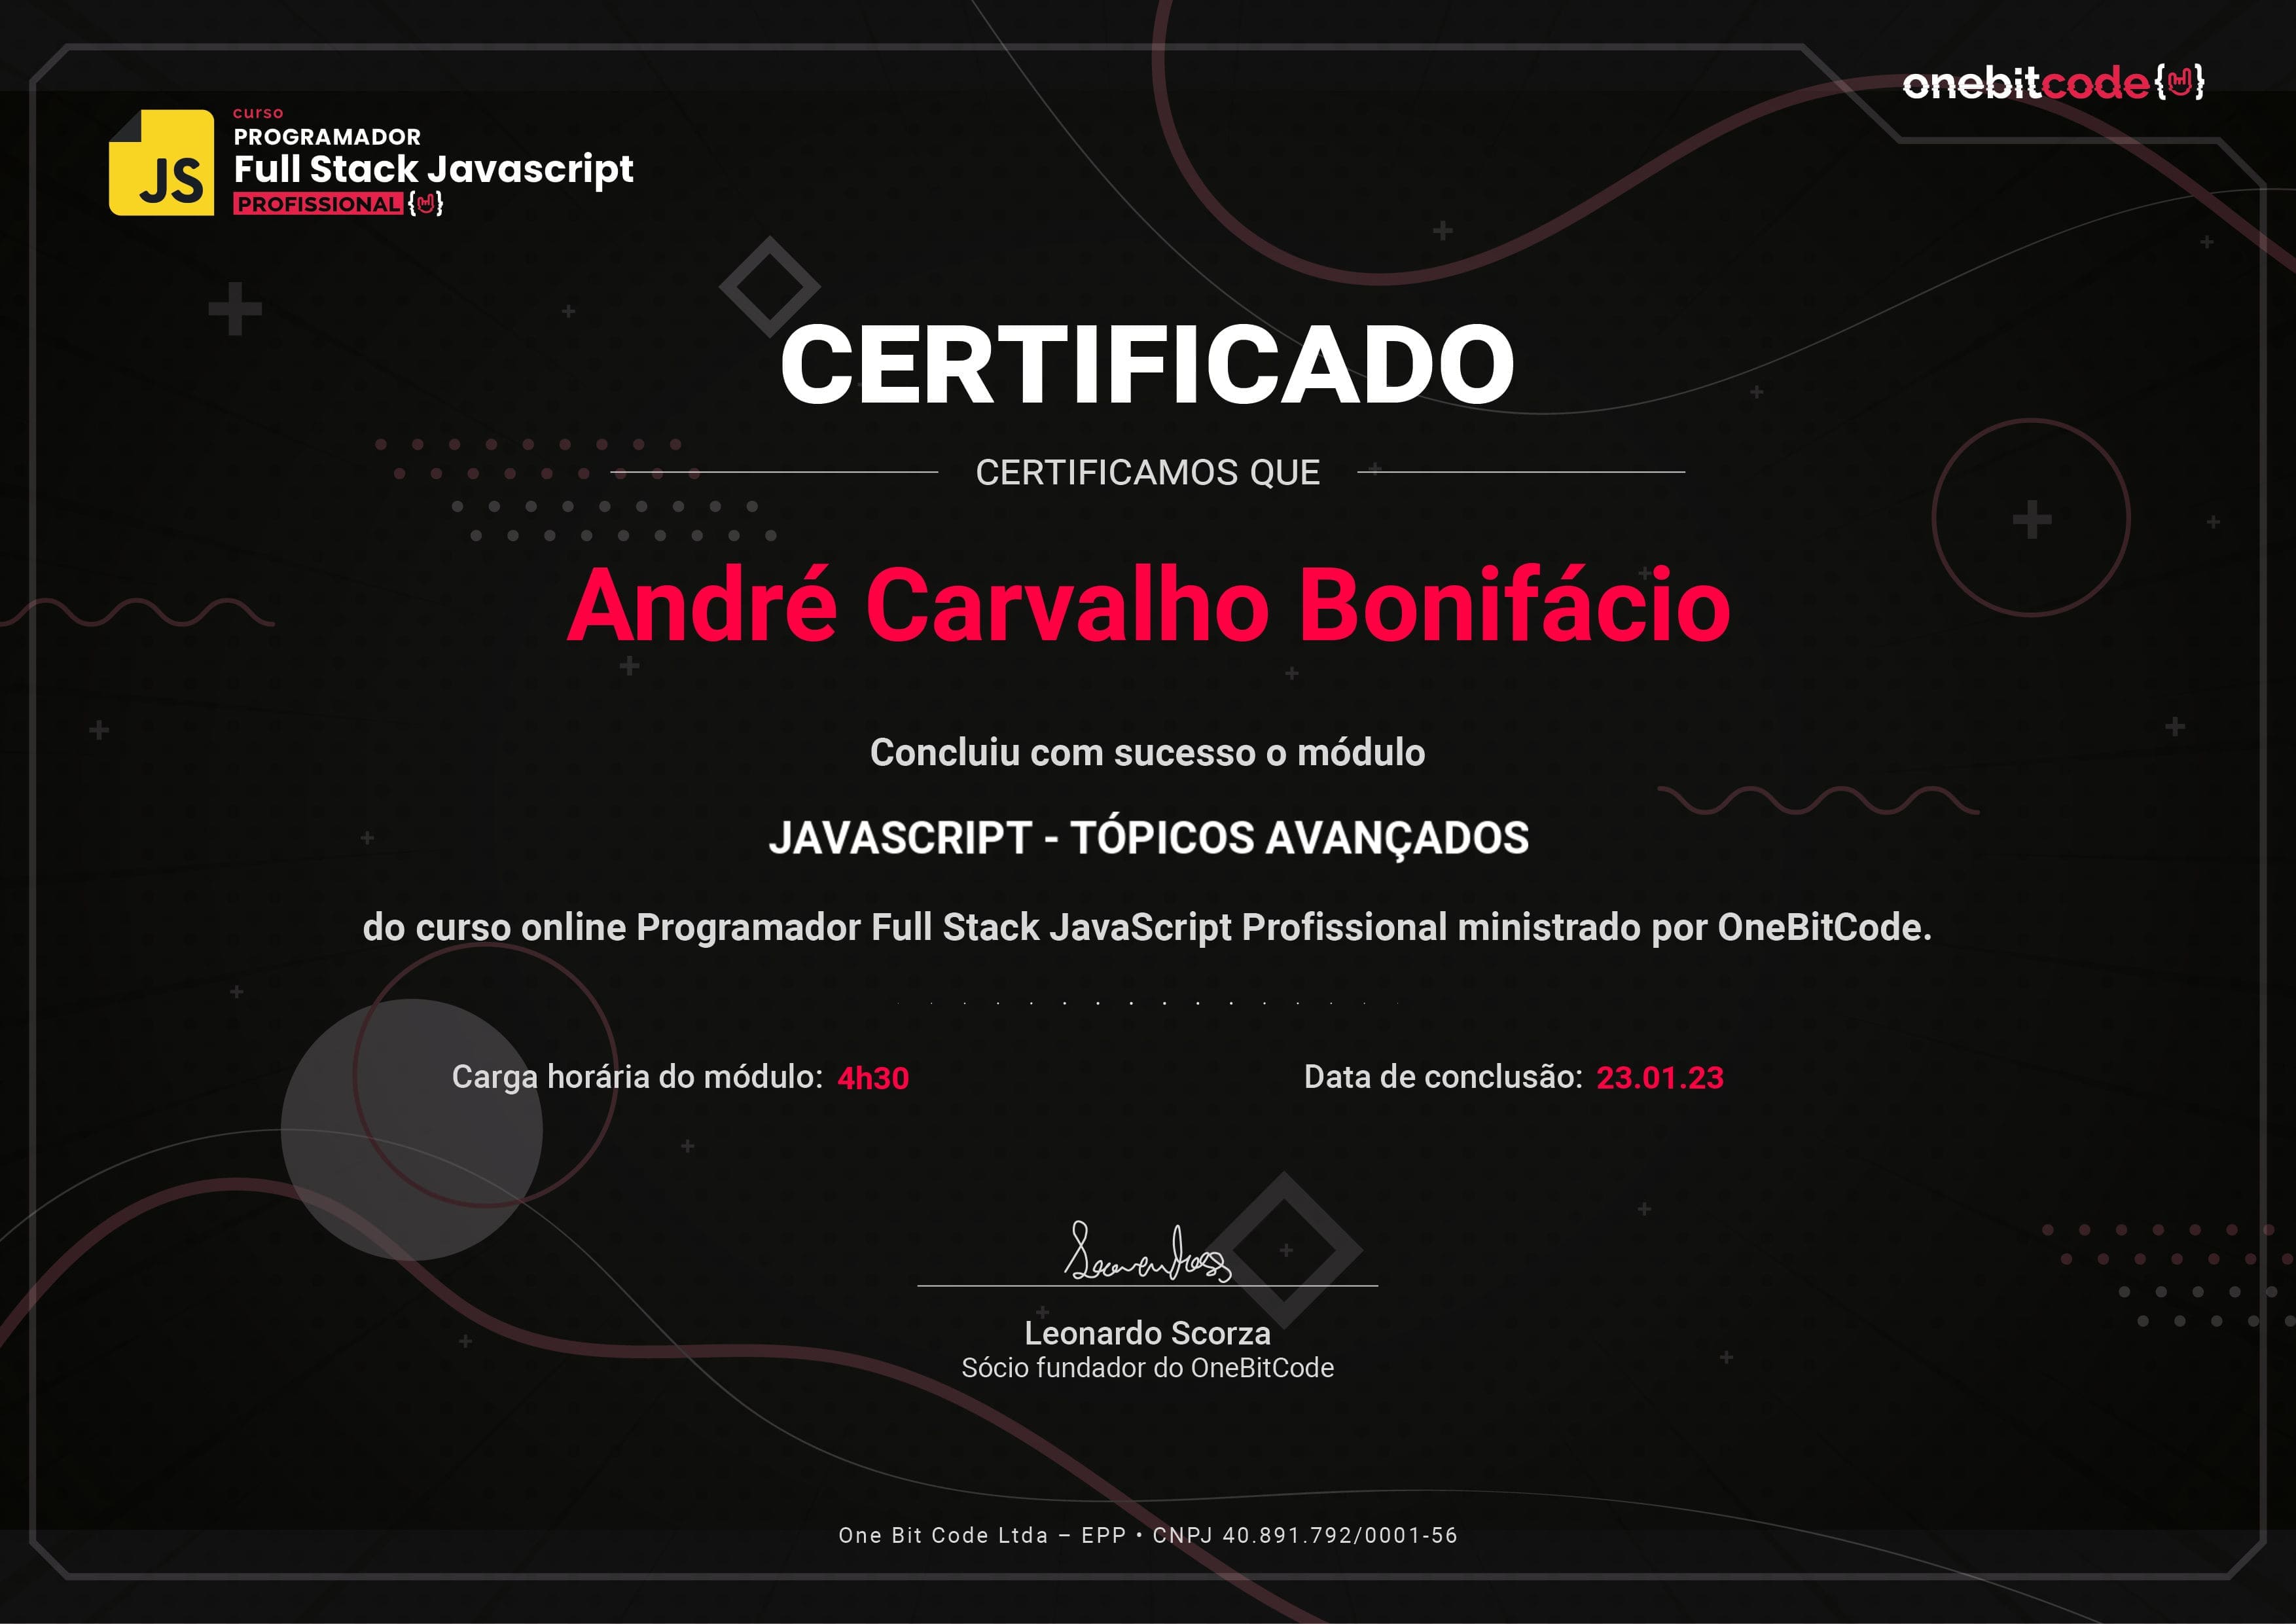 onebitcode{}
JS
curso
PROGRAMADOR
Full Stack Javascript
PROFISSIONAL {}
CERTIFICADO
CERTIFICAMOS QUE
André Carvalho Bonifácio
Concluiu com sucesso o módulo
JAVASCRIPT - TÓPICOS AVANÇADOS
do curso online Programador Full Stack JavaScript Profissional ministrado por OneBitCode.
Carga horária do módulo: 4h30
Data de conclusão: 23.01.23
Leonardo Scorza
Sócio fundador do OneBitCode
One Bit Code Ltda – EPP • CNPJ 40.891.792/0001-56